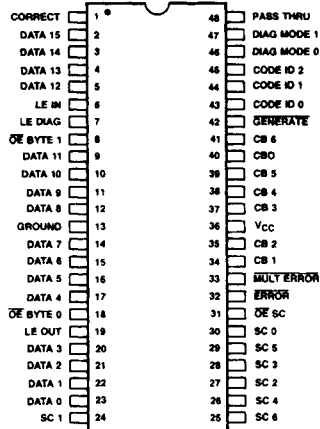 CORRECT 1 48 PASS THRU
DATA 15 2 47 DIAG MODE 1
DATA 14 3 46 DIAG MODE 0
DATA 13 4 45 CODE ID 2
DATA 12 5 44 CODE ID 1
LE IN 6 43 CODE ID 0
LE DIAG 7 42 GENERATE
OE BYTE 1 8 41 CB 6
DATA 11 9 40 CB0
DATA 10 10 39 CB 5
DATA 9 11 38 CB 4
DATA 8 12 37 CB 3
GROUND 13 36 VCC
DATA 7 14 35 CB 2
DATA 6 15 34 CB 1
DATA 5 16 33 MULT ERROR
DATA 4 17 32 ERROR
OE BYTE 0 18 31 OE SC
LE OUT 19 30 SC 0
DATA 3 20 29 SC 5
DATA 2 21 28 SC 3
DATA 1 22 27 SC 2
DATA 0 23 26 SC 4
SC 1 24 25 SC 6